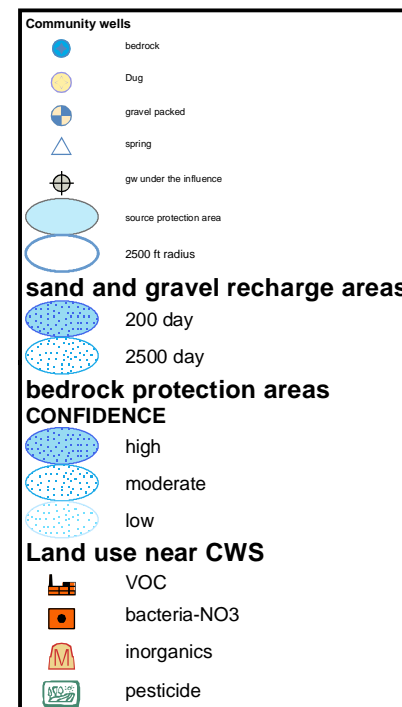 Community wells
bedrock
Dug
gravel packed
spring
gw under the influence
source protection area
2500 ft radius
sand and gravel recharge areas
200 day
2500 day
bedrock protection areas
CONFIDENCE
high
moderate
low
Land use near CWS
VOC
bacteria-NO3
M inorganics
pesticide